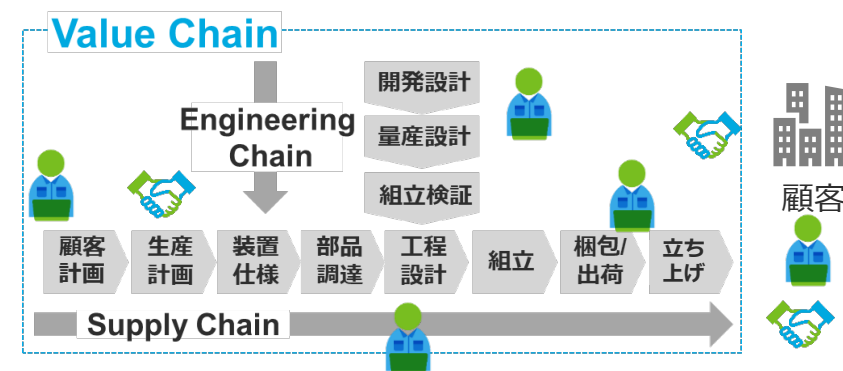 Value Chain
Engineering
Chain
開発設計
量産設計
組立検証
顧客
顧客
計画
生産
計画
装置
仕様
部品
調達
工程
設計
組立
梱包/
出荷
立ち
上げ
Supply Chain